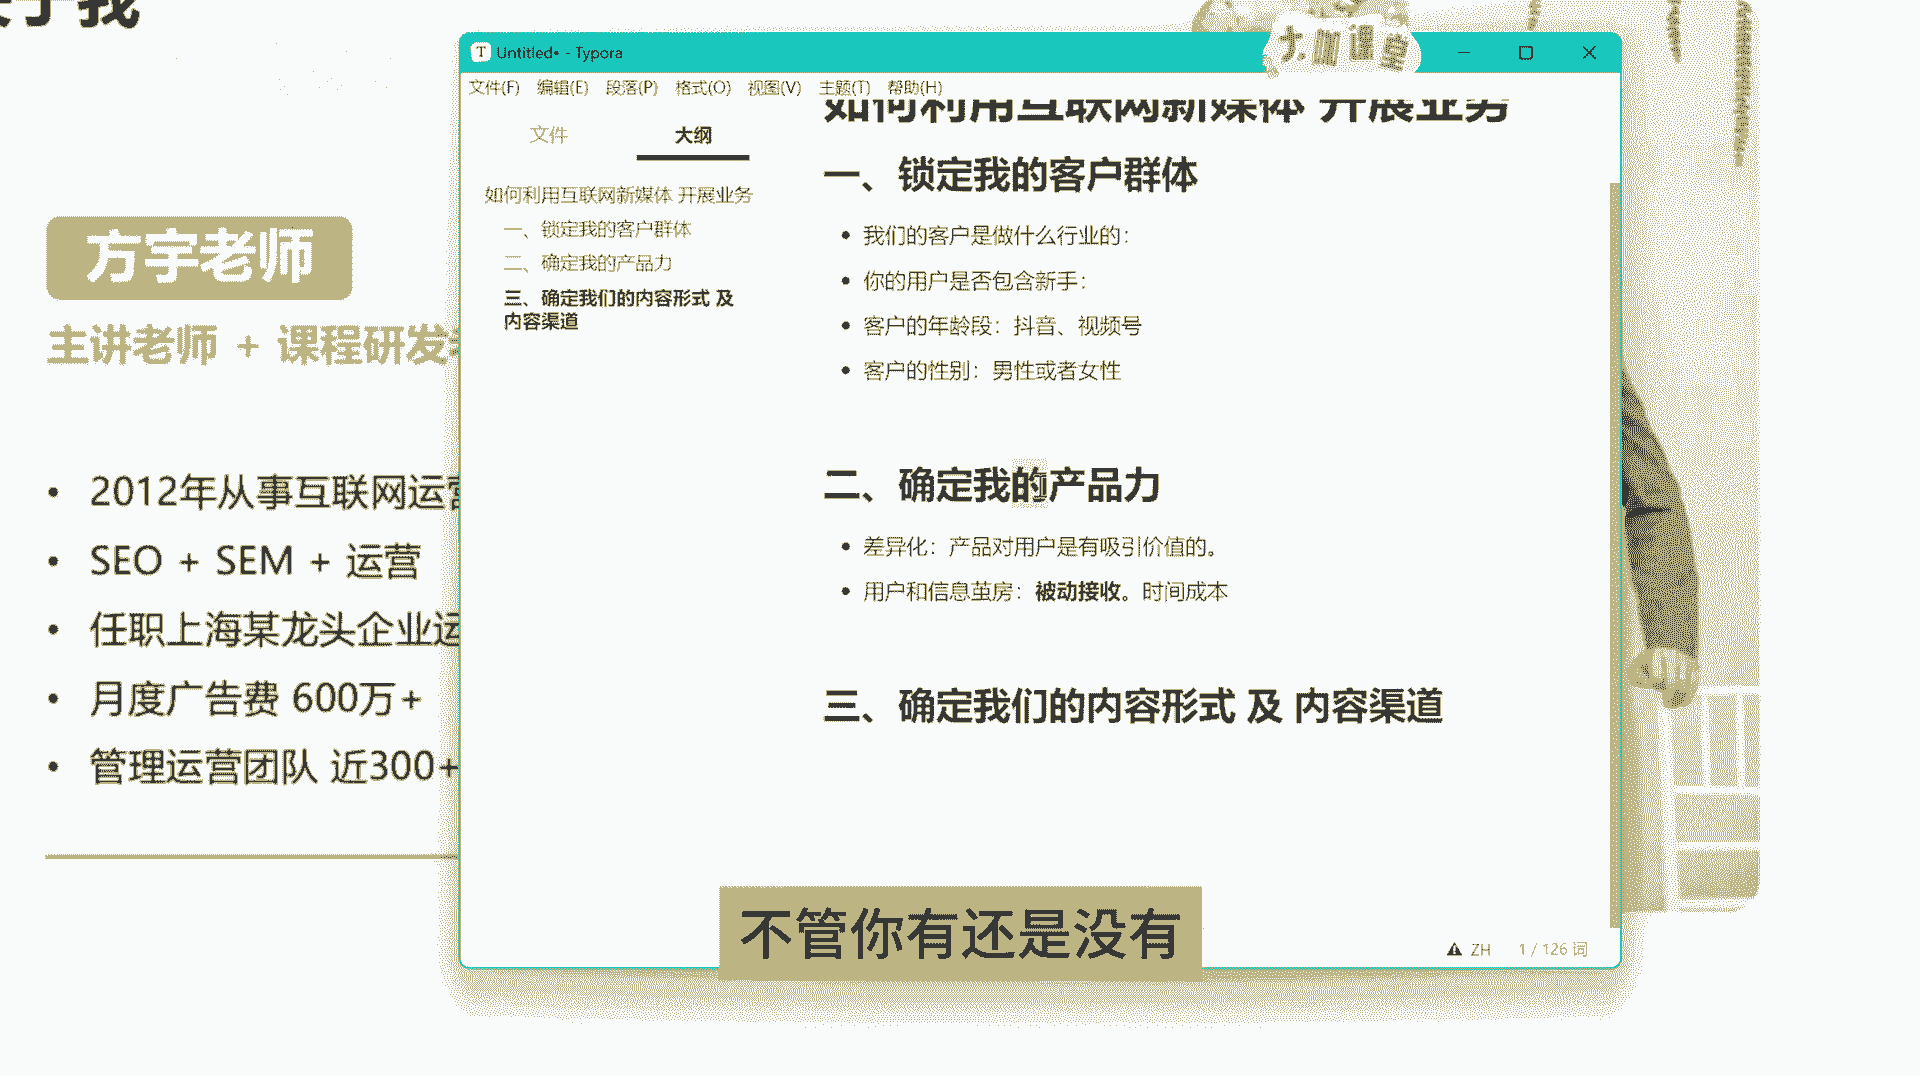 于我
方宇老师
主讲老师 + 课程研发
2012年从事互联网运营
SEO + SEM + 运营
任职上海某龙头企业运
月度广告费 600万+
管理运营团队 近300+
大咖课堂
Untitled• - Typora
文件(F) 编辑(E) 段落(P) 格式(O) 视图(V) 主题(T) 帮助(H)
文件 大纲
如何利用互联网新媒体 开展业务
一、锁定我的客户群体
二、确定我的产品力
三、确定我们的内容形式 及
内容渠道
如何利用互联网新媒体 开展业务
一、锁定我的客户群体
我们的客户是做什么行业的：
你的用户是否包含新手：
客户的年龄段：抖音、视频号
客户的性别：男性或者女性
二、确定我的产品力
差异化：产品对用户是有吸引价值的。
用户和信息茧房：被动接收。时间成本
三、确定我们的内容形式 及 内容渠道
ZH 1 / 126 词
不管你有还是没有